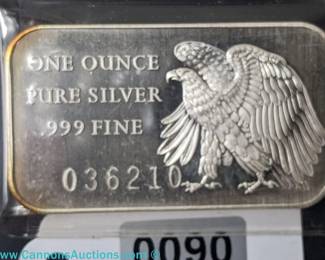 ONE OUNCE
PURE SILVER
.999 FINE
036210
0090
www.CannonsAuctions.com